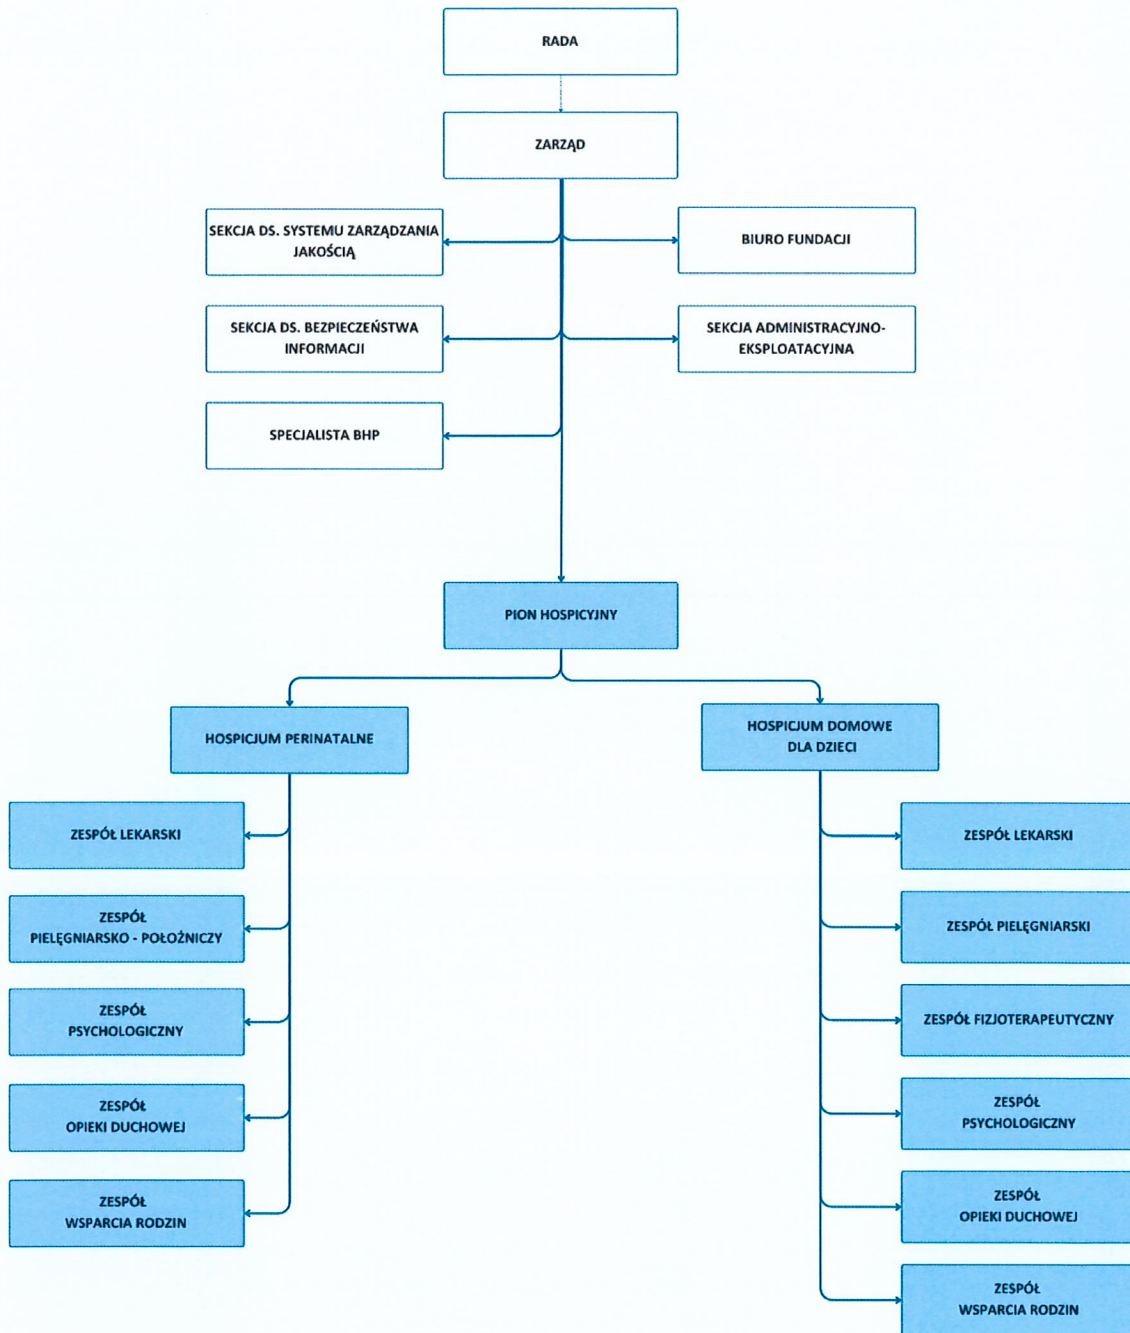 RADA
ZARZĄD
SEKCJA DS. SYSTEMU ZARZĄDZANIA
JAKOŚCIĄ
BIURO FUNDACJI
SEKCJA DS. BEZPIECZEŃSTWA
INFORMACJI
SEKCJA ADMINISTRACYJNO-
EKSPLOATACYJNA
SPECJALISTA BHP
PION HOSPICYJNY
HOSPICJUM PERINATALNE
ZESPÓŁ LEKARSKI
ZESPÓŁ
PIELĘGNIARSKO - POŁOŻNICZY
ZESPÓŁ
PSYCHOLOGICZNY
ZESPÓŁ
OPIEKI DUCHOWEJ
ZESPÓŁ
WSPARCIA RODZIN
HOSPICJUM DOMOWE
DLA DZIECI
ZESPÓŁ LEKARSKI
ZESPÓŁ PIELĘGNIARSKI
ZESPÓŁ FIZJOTERAPEUTYCZNY
ZESPÓŁ
PSYCHOLOGICZNY
ZESPÓŁ
OPIEKI DUCHOWEJ
ZESPÓŁ
WSPARCIA RODZIN